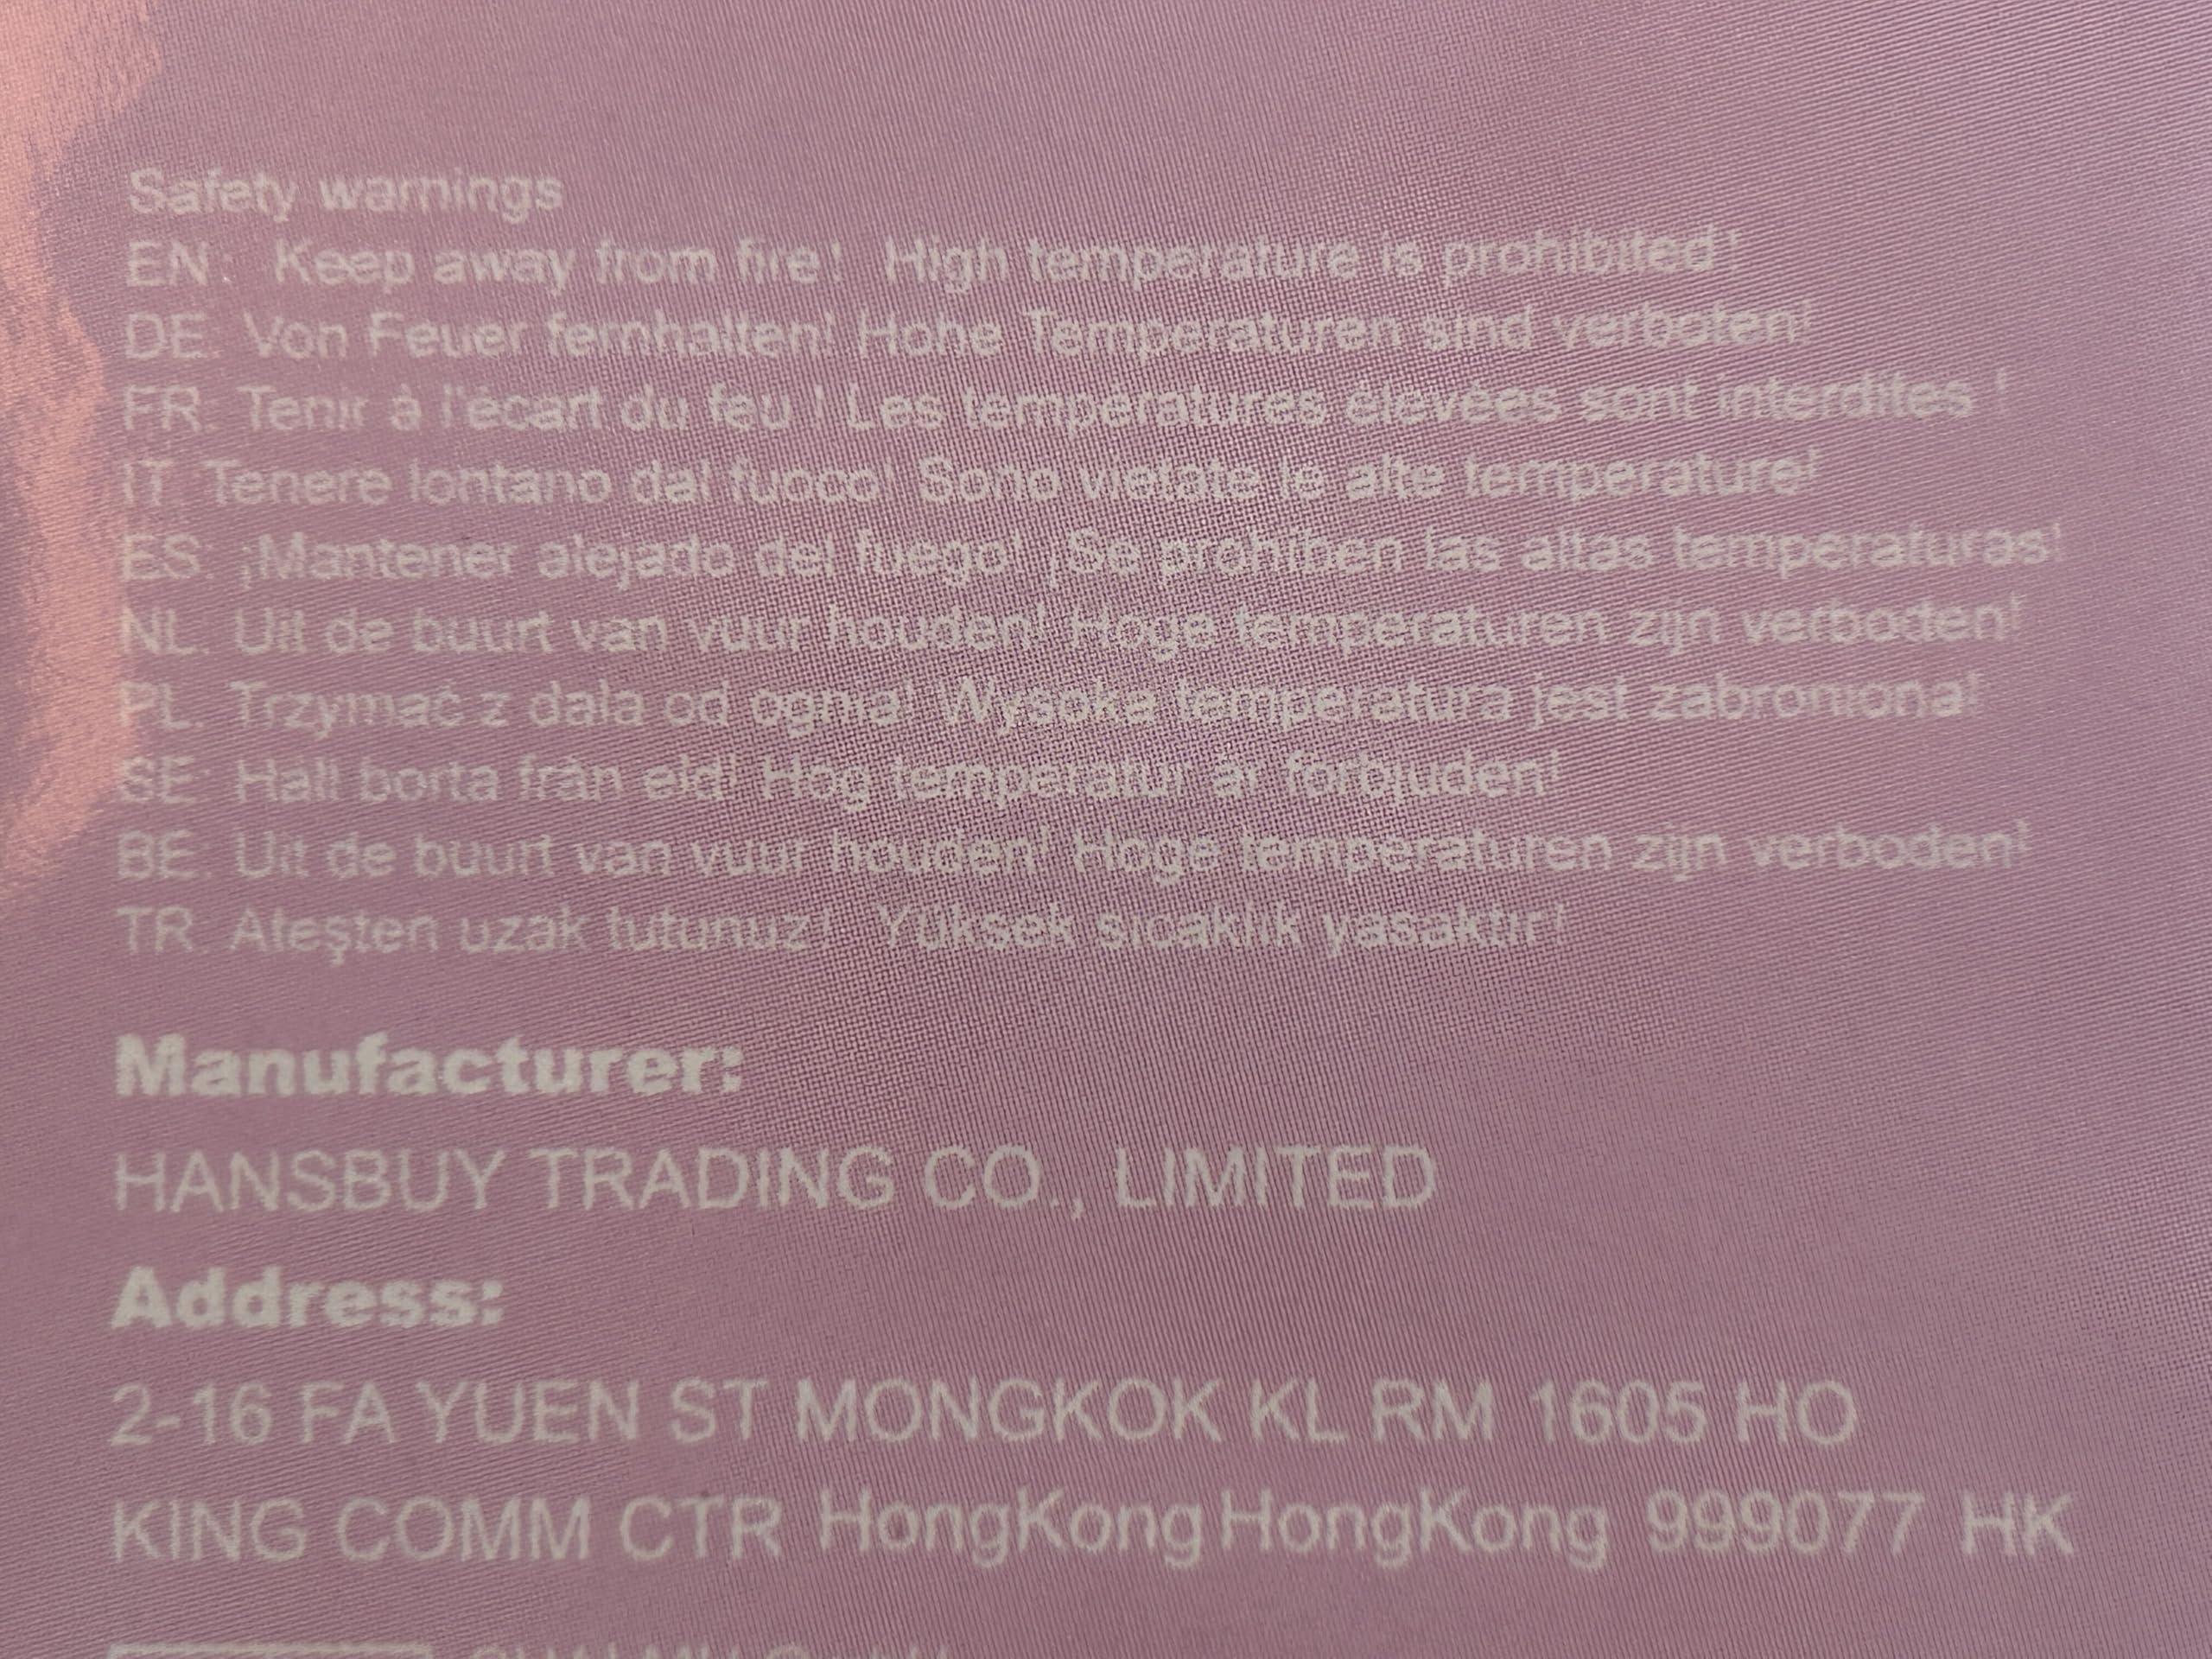 Safety warnings
EN: Keep away from fire! High temperature is prohibited!
DE: Von Feuer fernhalten! Hohe Temperaturen sind verboten!
FR: Tenir à l'écart du feu ! Les températures élevées sont interdites !
IT: Tenere lontano dal fuoco! Sono vietate le alte temperature!
ES: ¡Mantener alejado del fuego! ¡Se prohíben las altas temperaturas!
NL: Uit de buurt van vuur houden! Hoge temperaturen zijn verboden!
PL: Trzymać z dala od ognia! Wysoka temperatura jest zabroniona!
SE: Håll borta från eld! Hög temperatur är förbjuden!
BE: Uit de buurt van vuur houden! Hoge temperaturen zijn verboden!
TR: Ateşten uzak tutunuz! Yüksek sıcaklık yasaktır!
Manufacturer:
HANSBUY TRADING CO., LIMITED
Address:
2-16 FA YUEN ST MONGKOK KL RM 1605 HO
KING COMM CTR HongKong HongKong 999077 HK